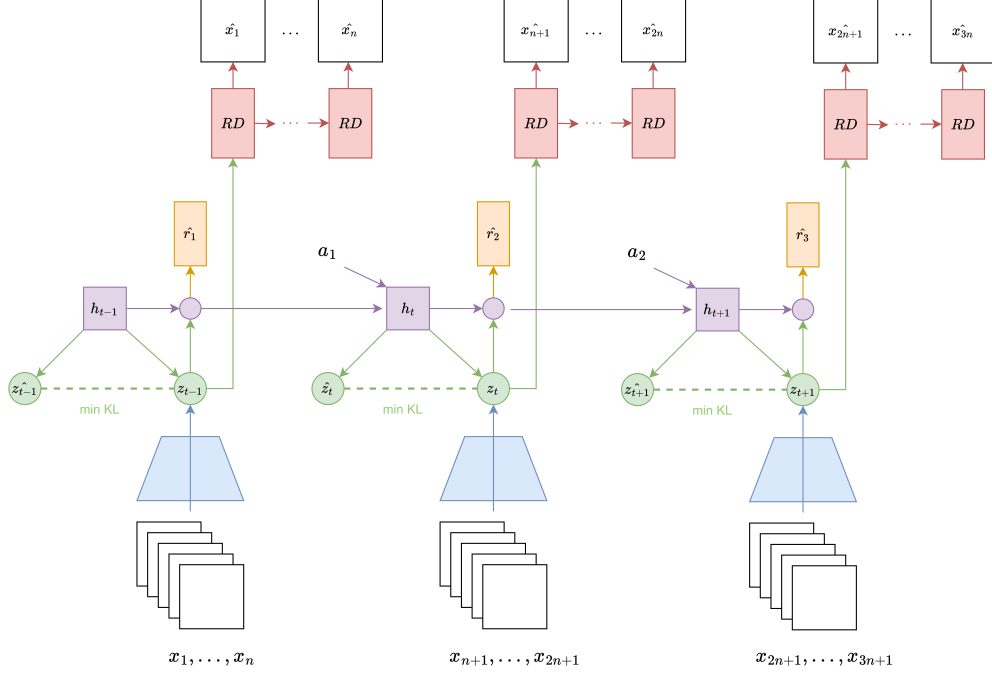 x̂₁ … x̂ₙ x̂ₙ₊₁ … x̂₂ₙ x̂₂ₙ₊₁ … x̂₃ₙ
RD … RD RD … RD RD … RD
r̂₁ r̂₂ r̂₃
a₁ a₂
hₜ₋₁ hₜ hₜ₊₁
ẑₜ₋₁ zₜ₋₁ ẑₜ zₜ ẑₜ₊₁ zₜ₊₁
min KL min KL min KL
x₁, …, xₙ xₙ₊₁, …, x₂ₙ₊₁ x₂ₙ₊₁, …, x₃ₙ₊₁